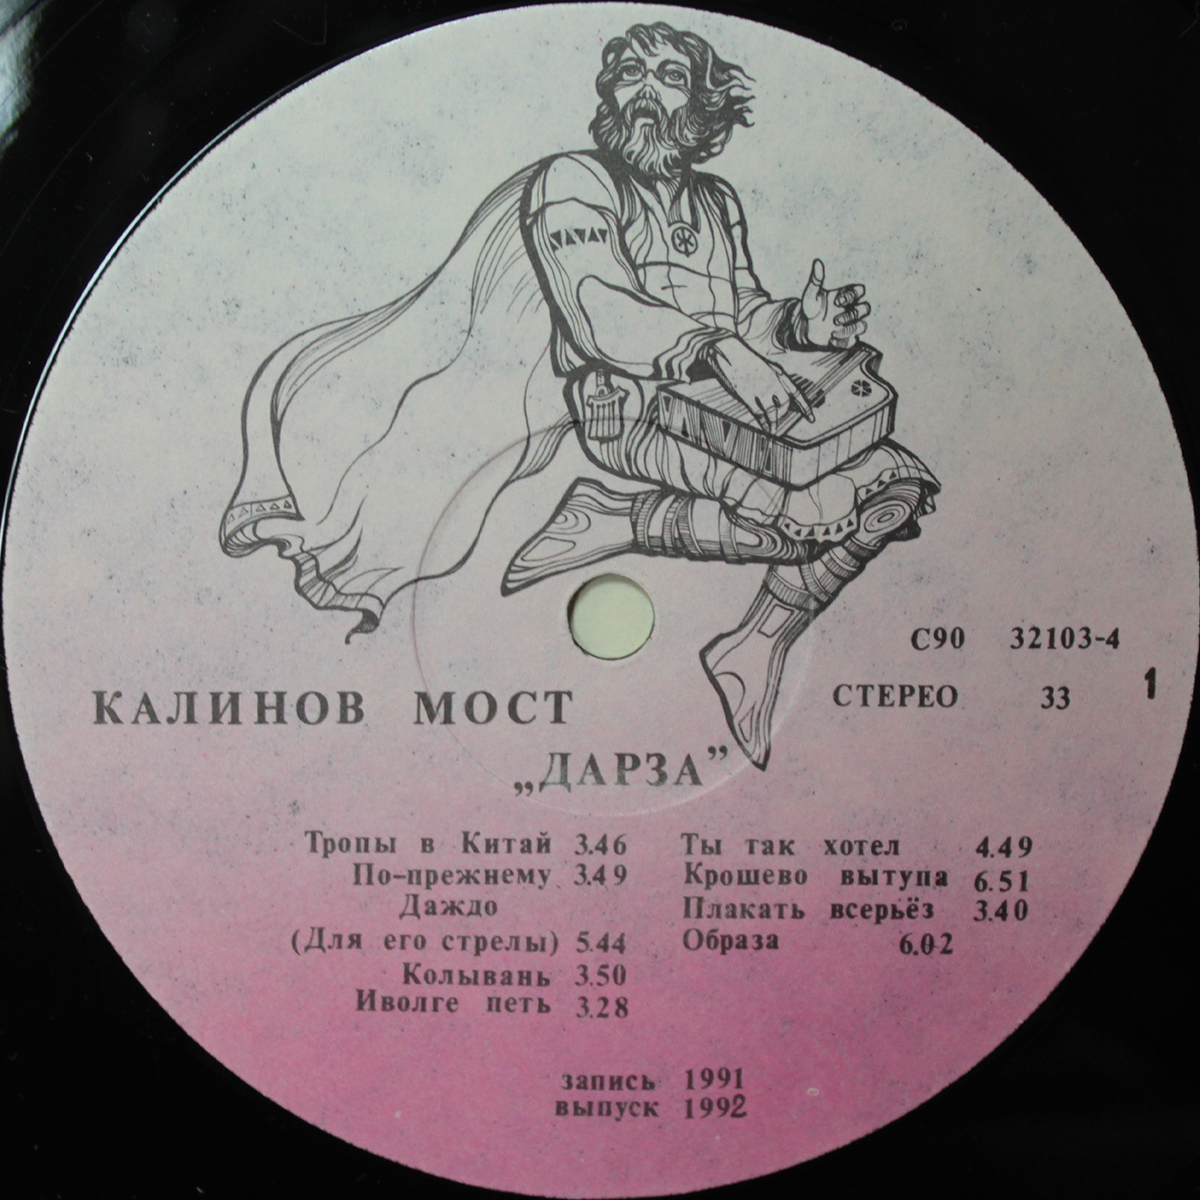 С90 32103-4
СТЕРЕО 33 1
КАЛИНОВ МОСТ
„ДАРЗА”
Тропы в Китай 3.46
По-прежнему 3.49
Даждо
(Для его стрелы) 5.44
Колывань 3.50
Иволге петь 3.28
Ты так хотел 4.49
Крошево вытупа 6.51
Плакать всерьёз 3.40
Образа 6.02
запись 1991
выпуск 1992